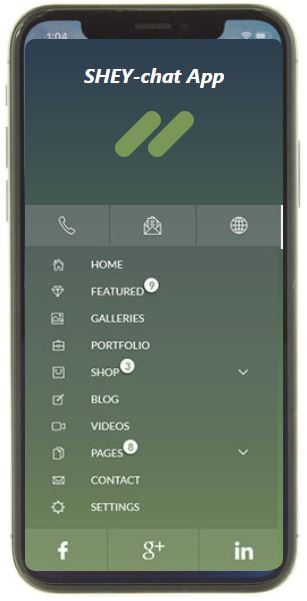 1:04
SHEY-chat App
HOME
FEATURED 9
GALLERIES
PORTFOLIO
SHOP 3
BLOG
VIDEOS
PAGES 8
CONTACT
SETTINGS
f g+ in